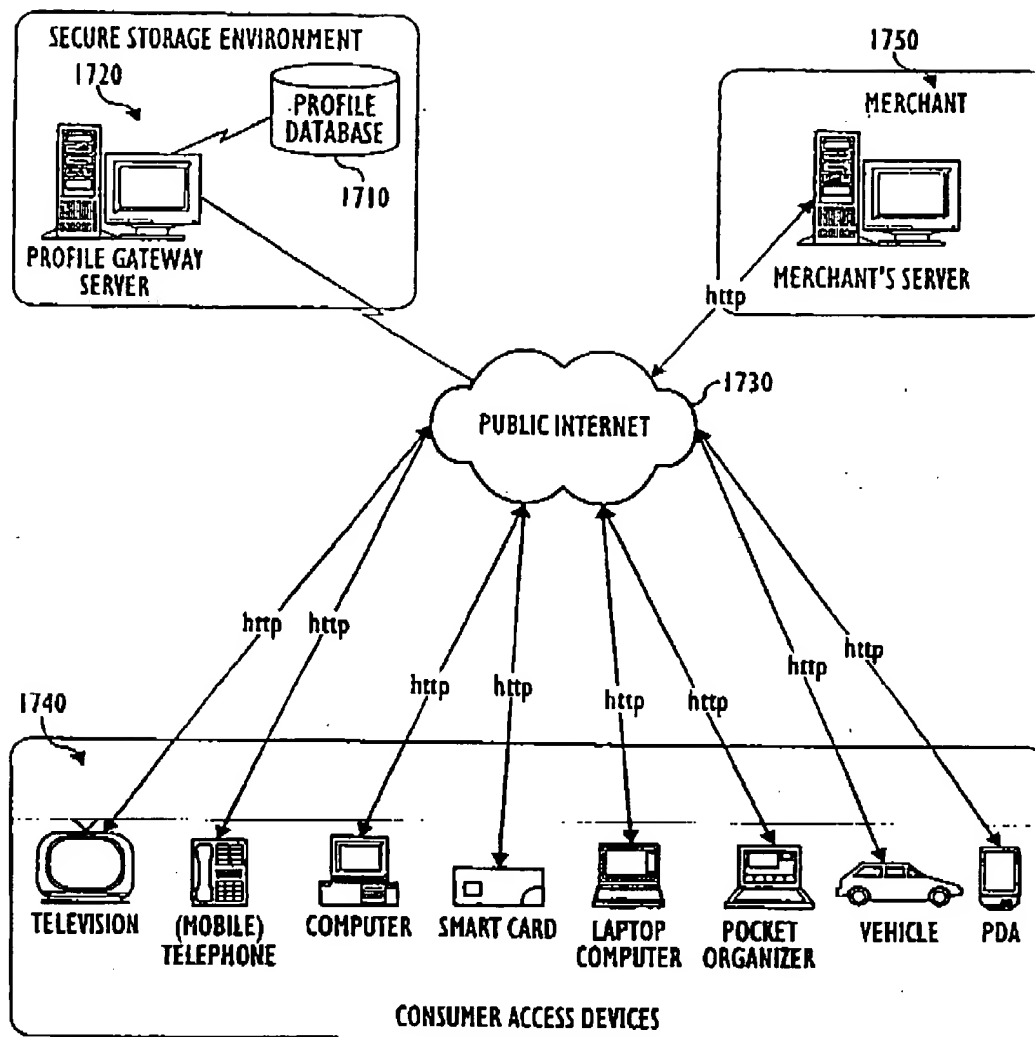 SECURE STORAGE ENVIRONMENT
1720
PROFILE
DATABASE
1710
PROFILE GATEWAY
SERVER
1750
MERCHANT
MERCHANT'S SERVER
http
1730
PUBLIC INTERNET
http
http
http
http
http
http
http
http
1740
TELEVISION
(MOBILE)
TELEPHONE
COMPUTER
SMART CARD
LAPTOP
COMPUTER
POCKET
ORGANIZER
VEHICLE
PDA
CONSUMER ACCESS DEVICES